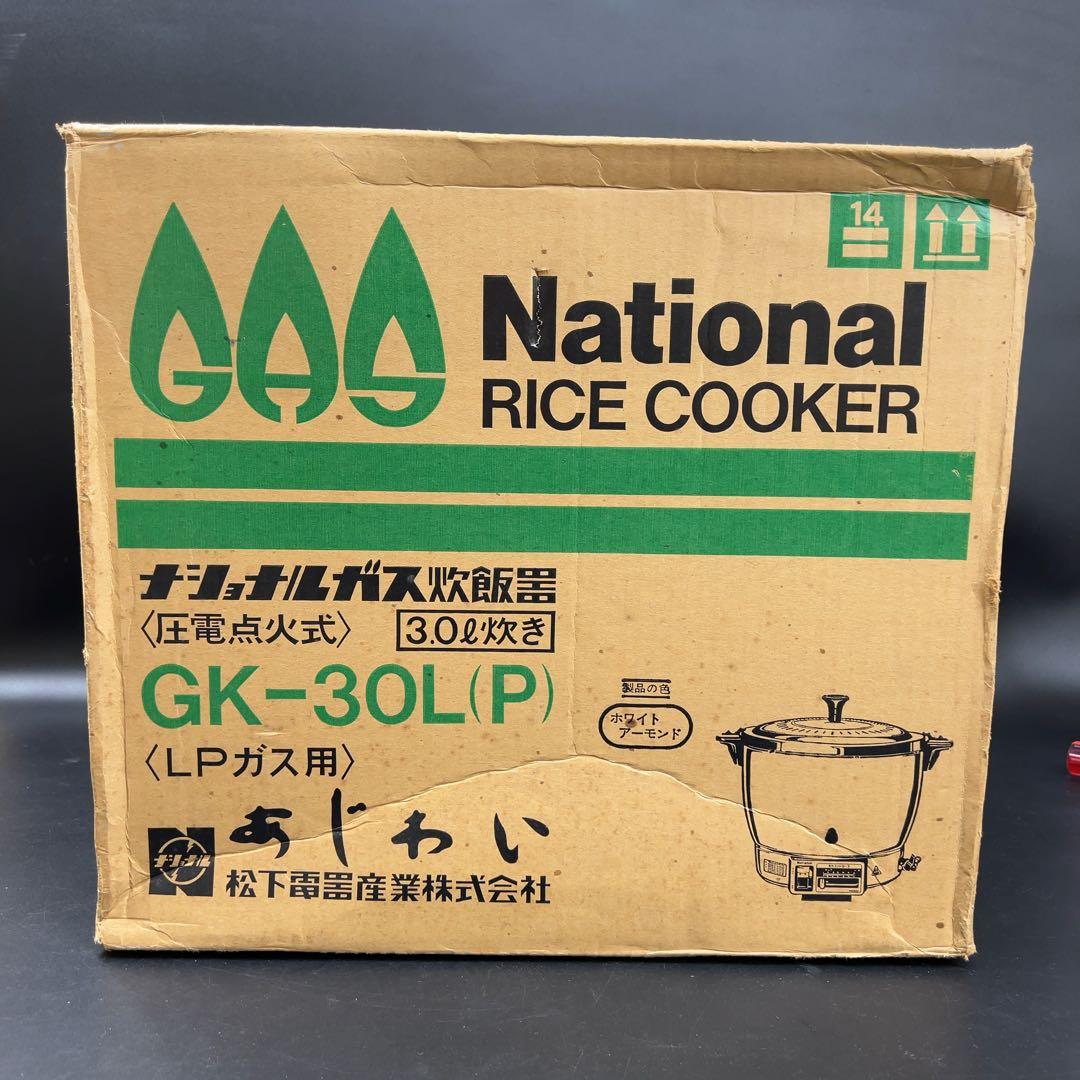 GAS
14
National
RICE COOKER
ナショナルガス炊飯器
〈圧電点火式〉 3.0ℓ炊き
GK-30L(P)
〈LPガス用〉
製品の色
ホワイト
アーモンド
あじわい
ナショナル
松下電器産業株式会社